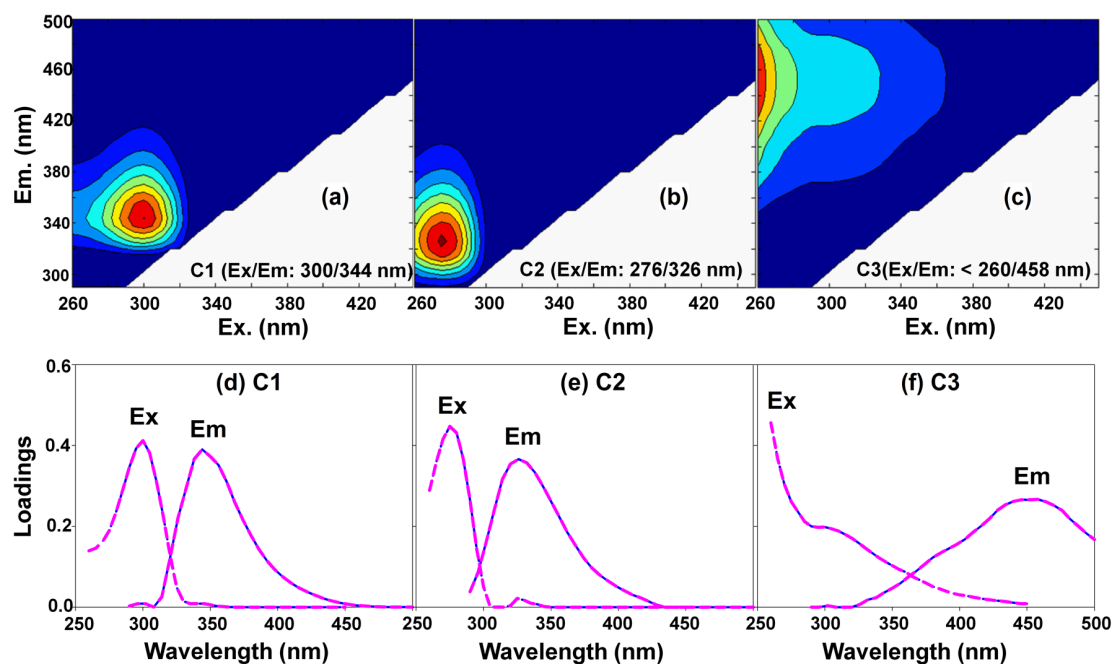 Em. (nm)
500
460
420
380
340
300
(a)
C1 (Ex/Em: 300/344 nm)
(b)
C2 (Ex/Em: 276/326 nm)
(c)
C3(Ex/Em: < 260/458 nm)
260 300 340 380 420 260 300 340 380 420 260 300 340 380 420
Ex. (nm) Ex. (nm) Ex. (nm)
Loadings
0.6
0.4
0.2
0.0
(d) C1
Ex
Em
(e) C2
Ex
Em
(f) C3
Ex
Em
250 300 350 400 450 250 300 350 400 450 250 300 350 400 450 500
Wavelength (nm) Wavelength (nm) Wavelength (nm)